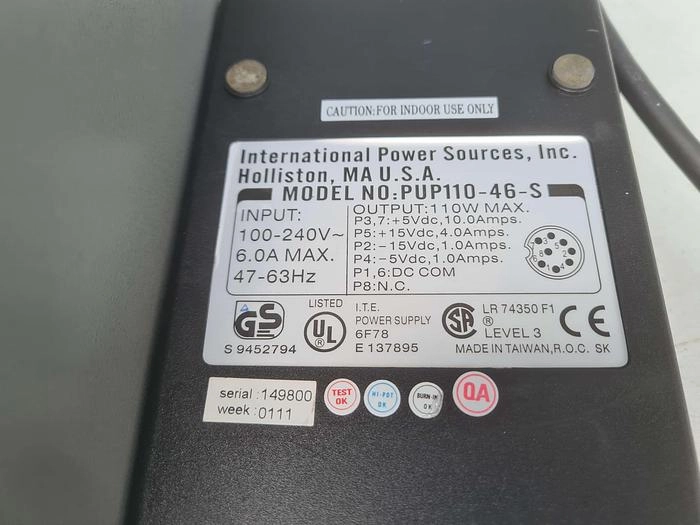 CAUTION:FOR INDOOR USE ONLY
International Power Sources, Inc.
Holliston, MA U.S.A.
MODEL NO:PUP110-46-S
INPUT:
100-240V~
6.0A MAX.
47-63Hz
OUTPUT:110W MAX.
P3,7:+5Vdc,10.0Amps.
P5:+15Vdc,4.0Amps.
P2:-15Vdc,1.0Amps.
P4:-5Vdc,1.0Amps.
P1,6:DC COM
P8:N.C.
GS
S 9452794
LISTED
UL
®
I.T.E.
POWER SUPPLY
6F78
E137895
SA
®
LR 74350 F1
LEVEL 3
CE
MADE IN TAIWAN,R.O.C. SK
serial :149800
week :0111
TEST
OK
HI-POT
OK
BURN-IN
OK
QA